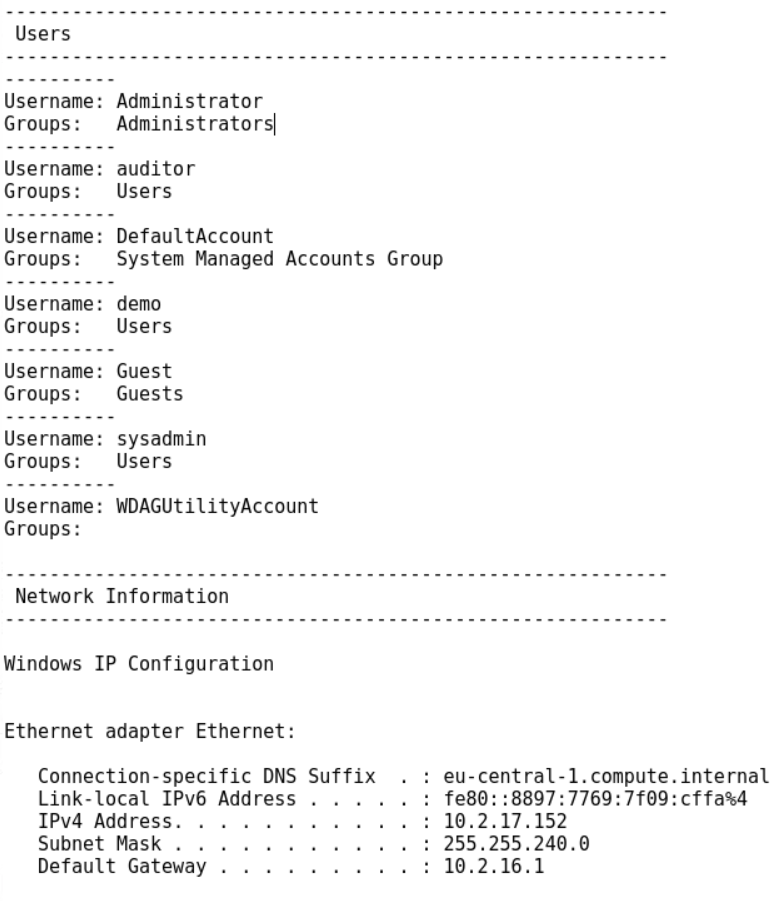 -----------------------------------------------------------
 Users
-----------------------------------------------------------
----------
Username: Administrator
Groups:   Administrators
----------
Username: auditor
Groups:   Users
----------
Username: DefaultAccount
Groups:   System Managed Accounts Group
----------
Username: demo
Groups:   Users
----------
Username: Guest
Groups:   Guests
----------
Username: sysadmin
Groups:   Users
----------
Username: WDAGUtilityAccount
Groups:

-----------------------------------------------------------
 Network Information
-----------------------------------------------------------

Windows IP Configuration


Ethernet adapter Ethernet:

   Connection-specific DNS Suffix  . : eu-central-1.compute.internal
   Link-local IPv6 Address . . . . . : fe80::8897:7769:7f09:cffa%4
   IPv4 Address. . . . . . . . . . . : 10.2.17.152
   Subnet Mask . . . . . . . . . . . : 255.255.240.0
   Default Gateway . . . . . . . . . : 10.2.16.1